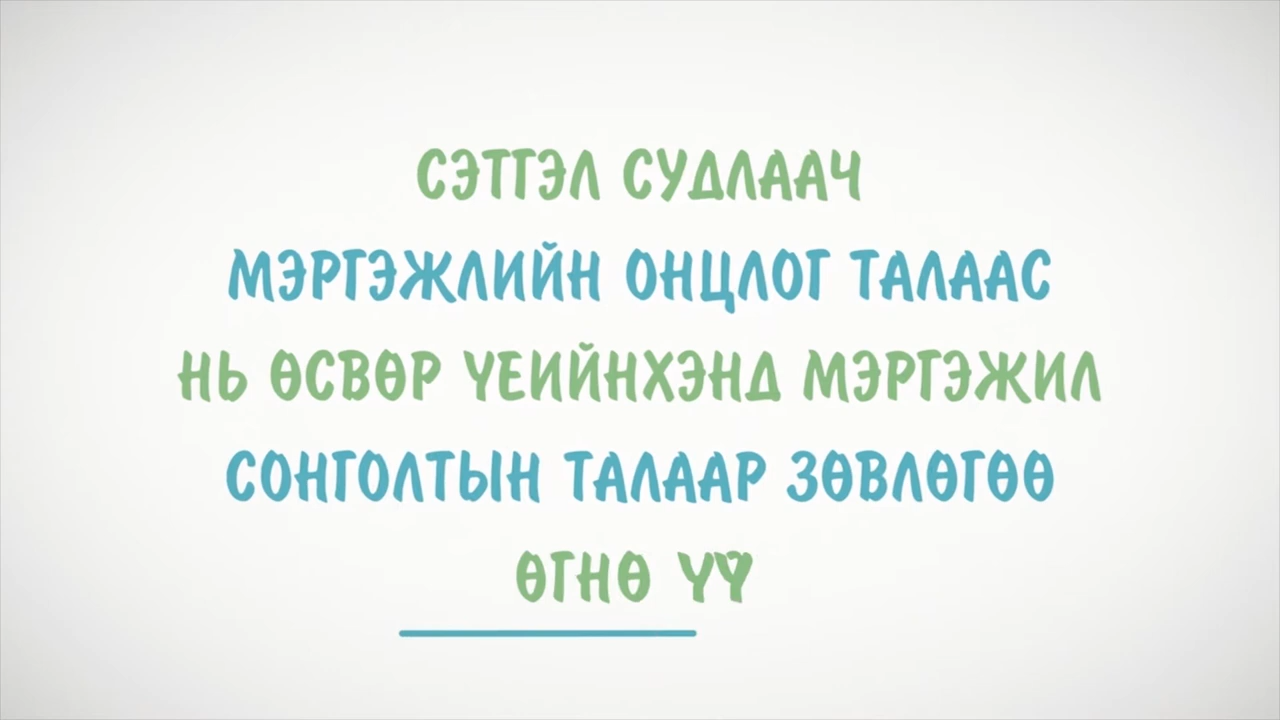 СЭТГЭЛ СУДЛААЧ
МЭРГЭЖЛИЙН ОНЦЛОГ ТАЛААС
НЬ ӨСВӨР ҮЕИЙНХЭНД МЭРГЭЖИЛ
СОНГОЛТЫН ТАЛААР ЗӨВЛӨГӨӨ
ӨГНӨ ҮҮ?